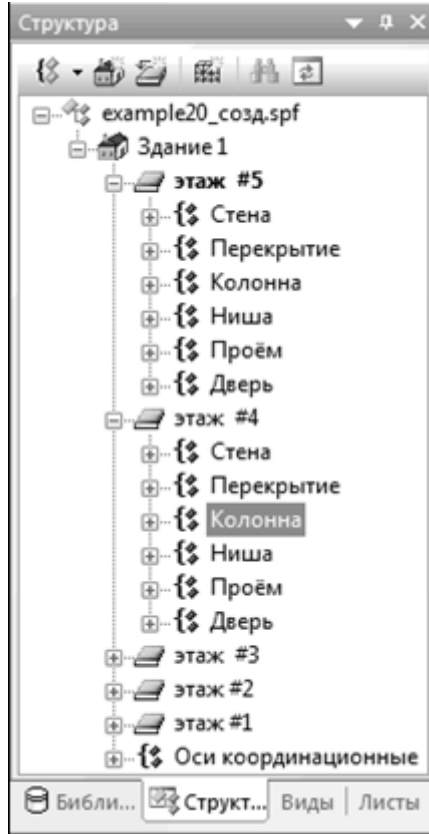 Структура
example20_созд.spf
Здание 1
этаж #5
Стена
Перекрытие
Колонна
Ниша
Проём
Дверь
этаж #4
Стена
Перекрытие
Колонна
Ниша
Проём
Дверь
этаж #3
этаж #2
этаж #1
Оси координационные
Библи... Структ... Виды Листы